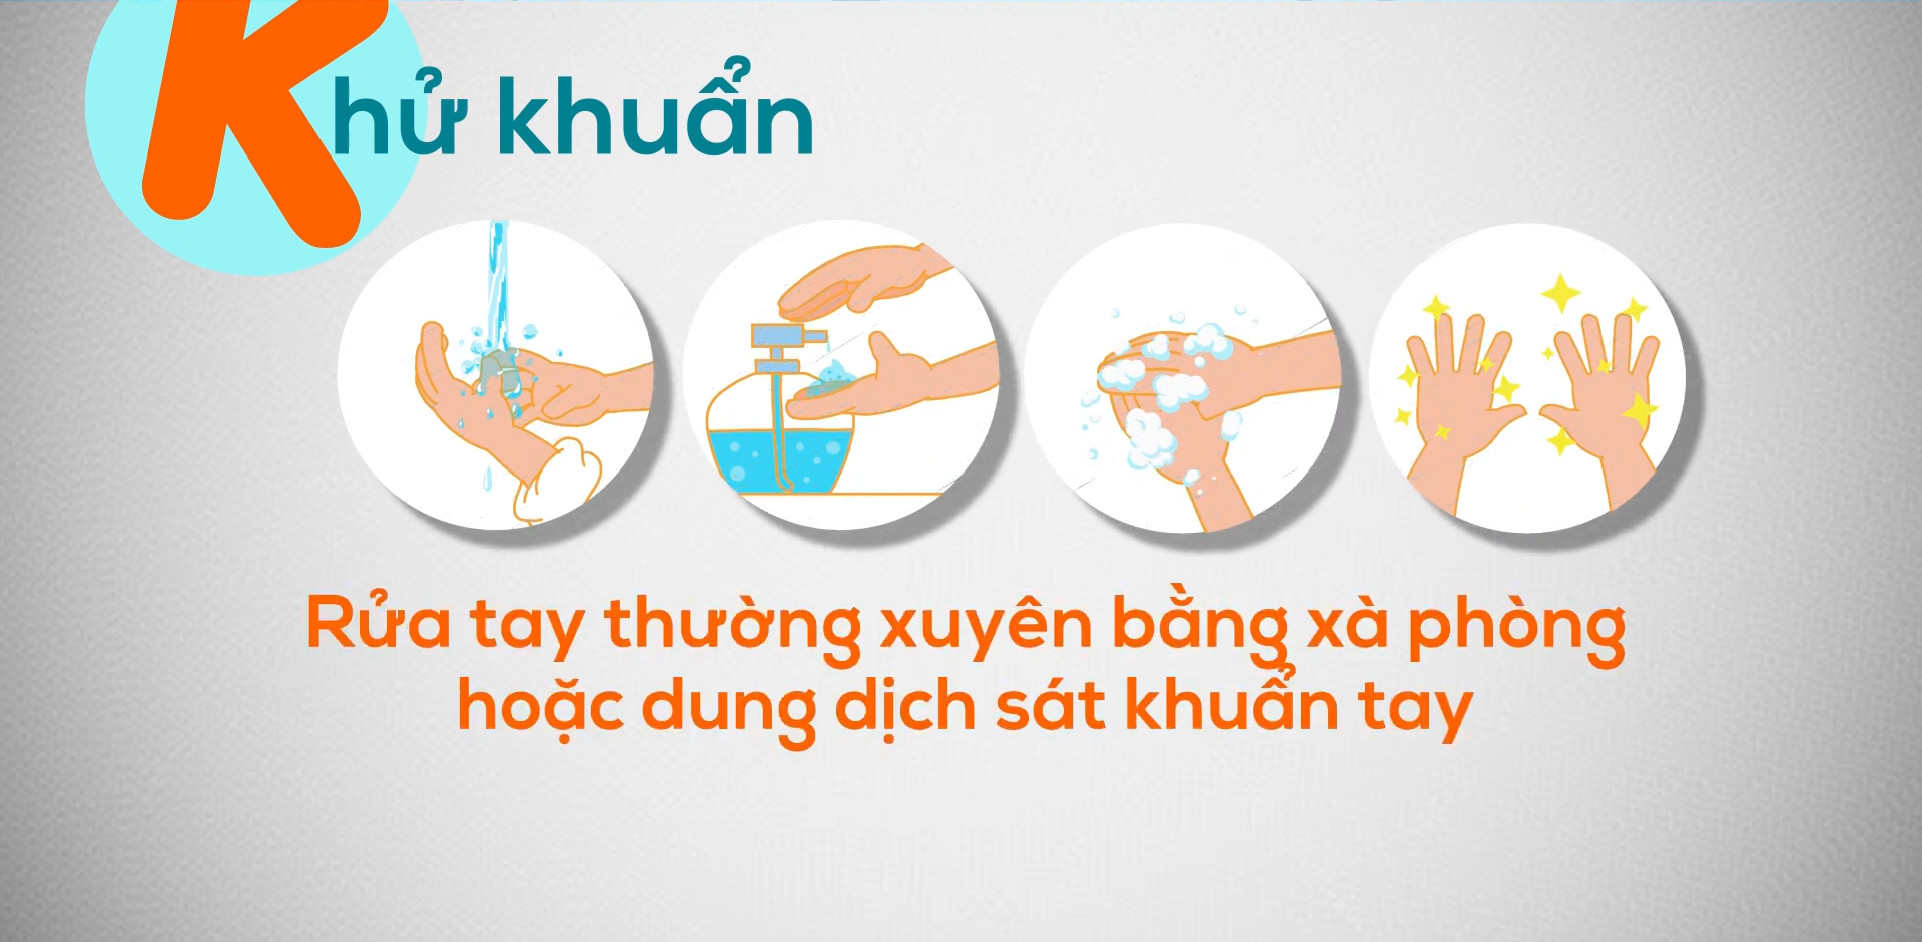 Khử khuẩn
Rửa tay thường xuyên bằng xà phòng
hoặc dung dịch sát khuẩn tay